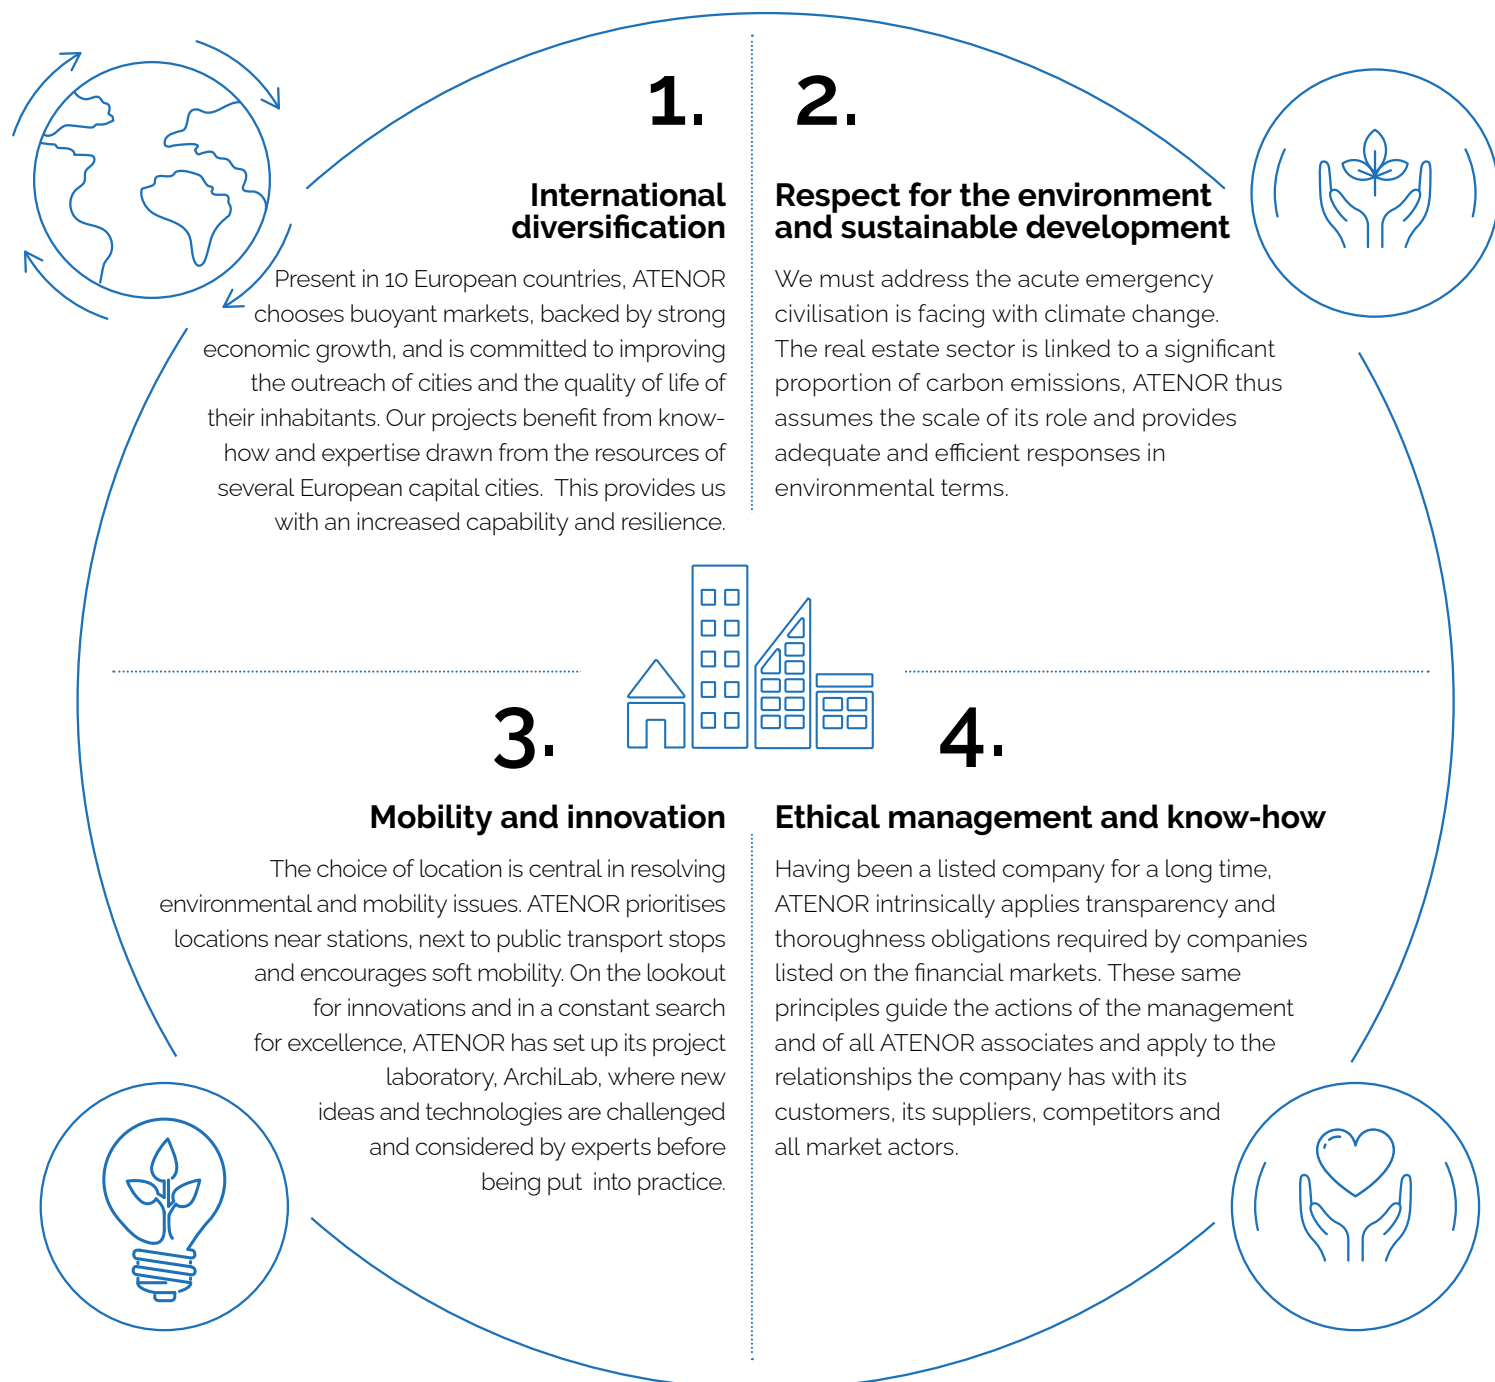 1.
International
diversification
Present in 10 European countries, ATENOR
chooses buoyant markets, backed by strong
economic growth, and is committed to improving
the outreach of cities and the quality of life of
their inhabitants. Our projects benefit from know-
how and expertise drawn from the resources of
several European capital cities.  This provides us
with an increased capability and resilience.
2.
Respect for the environment
and sustainable development
We must address the acute emergency
civilisation is facing with climate change.
The real estate sector is linked to a significant
proportion of carbon emissions, ATENOR thus
assumes the scale of its role and provides
adequate and efficient responses in
environmental terms.
3.
Mobility and innovation
The choice of location is central in resolving
environmental and mobility issues. ATENOR prioritises
locations near stations, next to public transport stops
and encourages soft mobility. On the lookout
for innovations and in a constant search
for excellence, ATENOR has set up its project
laboratory, ArchiLab, where new
ideas and technologies are challenged
and considered by experts before
being put  into practice.
4.
Ethical management and know-how
Having been a listed company for a long time,
ATENOR intrinsically applies transparency and
thoroughness obligations required by companies
listed on the financial markets. These same
principles guide the actions of the management
and of all ATENOR associates and apply to the
relationships the company has with its
customers, its suppliers, competitors and
all market actors.